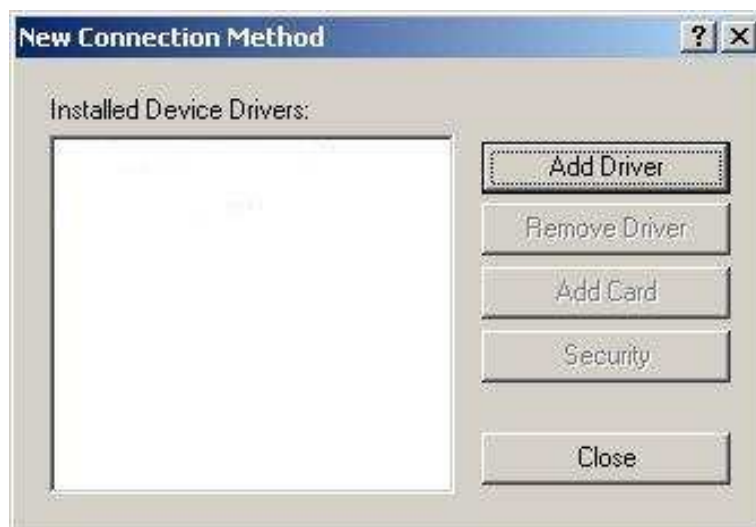 New Connection Method
Installed Device Drivers:
Add Driver
Remove Driver
Add Card
Security
Close